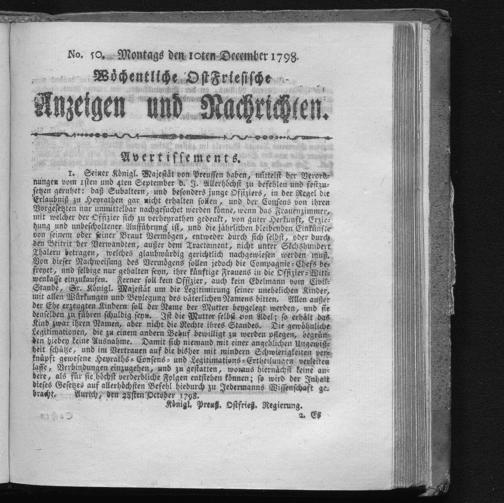 No. 50. Montags den 10ten December 1798.
Wöchentliche OstFriesische
Anzeigen und Nachrichten.
Avertissements.
1. Seiner Königl. Majestät von Preussen haben, mittelst der Verord-
nungen vom 1sten und 4ten September d. J. Allerhöchst zu befehlen und festzu-
setzen geruhet: daß Subaltern, und besonders junge Offiziers, in der Regel die
Erlaubniß zu Heyrathen gar nicht erhalten sollen, und der Consens von ihren
Vorgesetzten nur unmittelbar nachgesuchet werden könne, wenn das Frauenzimmer,
mit welcher der Offizier sich zu verheyrathen gedenkt, von guter Herkunft, Erzie-
hung und unbescholtener Aufführung ist, und die jährlichen bleibenden Einkünfte
von seinem oder seiner Braut Vermögen, entweder durch sich selbst, oder durch
den Beitrit der Verwandten, außer dem Tractament, nicht unter Sechshundert
Thalern betragen, welches glaubwürdig gerichtlich nachgewiesen werden muß.
Von dieser Nachweisung des Vermögens sollen jedoch die Compagnie-Chefs be-
freyet, und selbige nur gehalten seyn, ihre künftige Frauens in die Offizier-Witt-
wenkasse einzukaufen. Ferner soll kein Offizier, auch kein Edelmann vom Civil-
Stande, Sr. Königl. Majestät um die Legitimirung seiner unehelichen Kinder,
mit allen Würkungen und Beylegung des väterlichen Namens bitten. Allen ausser
der Ehe erzeugten Kindern soll der Name der Mutter beygelegt werden, und sie
denselben zu führen schuldig seyn. Ist die Mutter selbst von Adel; so erhält das
Kind zwar ihren Namen, aber nicht die Rechte ihres Standes. Die gewöhnliche
Legitimationen, die zu einem andern Behuf bewilligt zu werden pflegen, begrün-
den hiebey keine Ausnahme. Damit sich niemand mit einer angeblichen Ungewiß-
heit schütze, und im Vertrauen auf die bisher mit mindern Schwierigkeiten ver-
knüpft gewesene Heyraths-Consens- und Legitimations-Ertheilungen verleiten
lasse, Verbindungen einzugehen, und zu gestatten, woraus hiernächst keine an-
dere, als für sie höchst verderbliche Folgen entstehen können; so wird der Inhalt
dieses Gesetzes auf allerhöchsten Befehl hiedurch zu Jedermanns Wissenschaft ge-
bracht. Aurich, den 28sten October 1798.
Königl. Preuß. Ostfrieß. Regierung.
2. Es